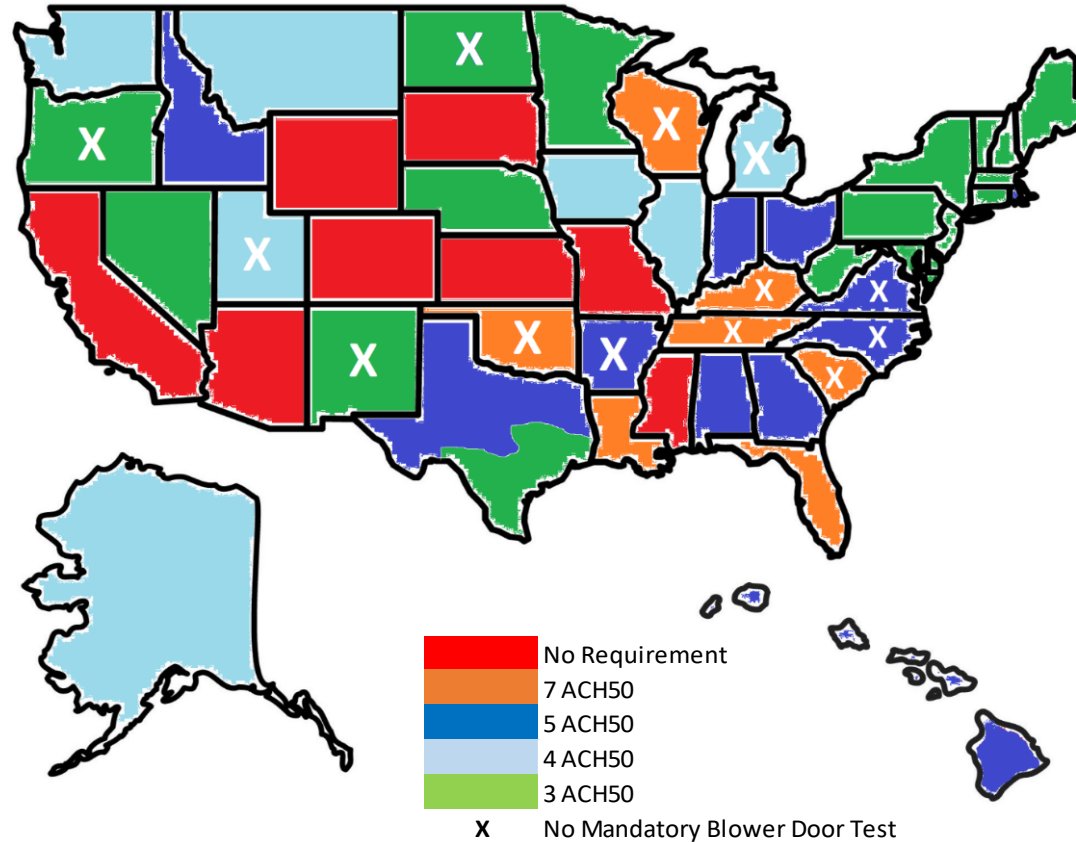 X
X
X
X
X
X
X
X
X
X
X
X
X
No Requirement
7 ACH50
5 ACH50
4 ACH50
3 ACH50
X No Mandatory Blower Door Test